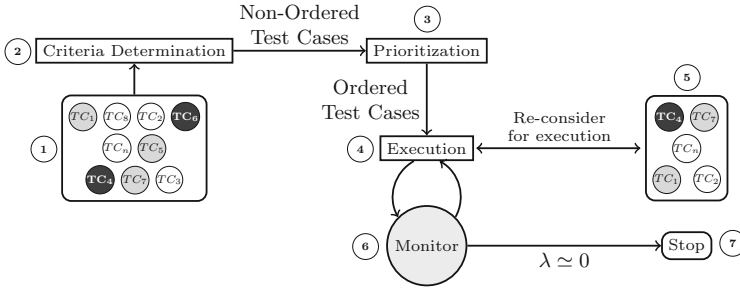 Non-Ordered
Test Cases
3
2
Criteria Determination
Prioritization
Ordered
Test Cases
5
1
TC₁
TC₈
TC₂
TC₆
TCₙ
TC₅
TC₄
TC₇
TC₃
4
Execution
Re-consider
for execution
TC₄
TC₇
TCₙ
TC₁
TC₂
6
Monitor
λ ≃ 0
Stop
7